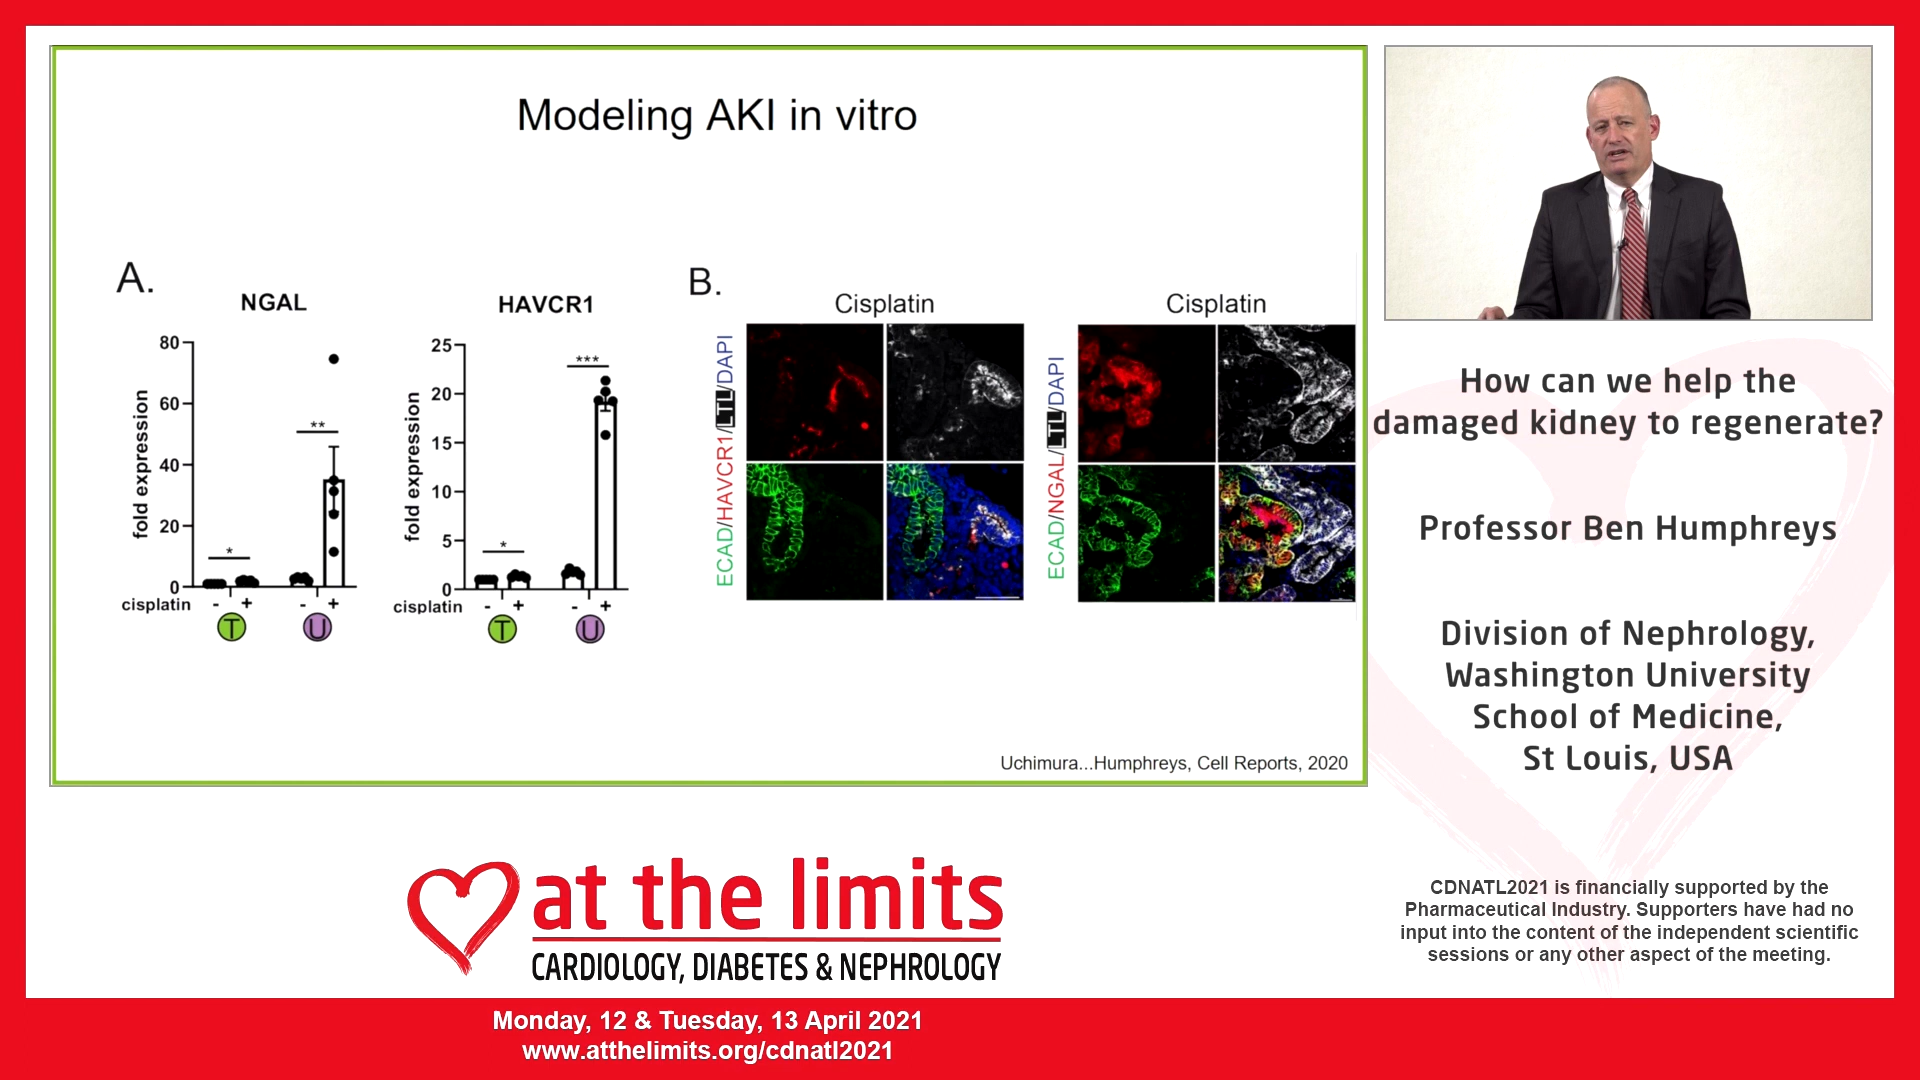 Modeling AKI in vitro
A.
NGAL
HAVCR1
fold expression
80
60
40
20
0
*
**
cisplatin
- + - +
T U
fold expression
25
20
15
10
5
0
*
***
cisplatin
- + - +
T U
B.
Cisplatin
Cisplatin
ECAD/HAVCR1/LTL/DAPI
ECAD/NGAL/LTL/DAPI
Uchimura...Humphreys, Cell Reports, 2020
How can we help the
damaged kidney to regenerate?
Professor Ben Humphreys
Division of Nephrology,
Washington University
School of Medicine,
St Louis, USA
CDNATL2021 is financially supported by the
Pharmaceutical Industry. Supporters have had no
input into the content of the independent scientific
sessions or any other aspect of the meeting.
at the limits
CARDIOLOGY, DIABETES & NEPHROLOGY
Monday, 12 & Tuesday, 13 April 2021
www.atthelimits.org/cdnatl2021